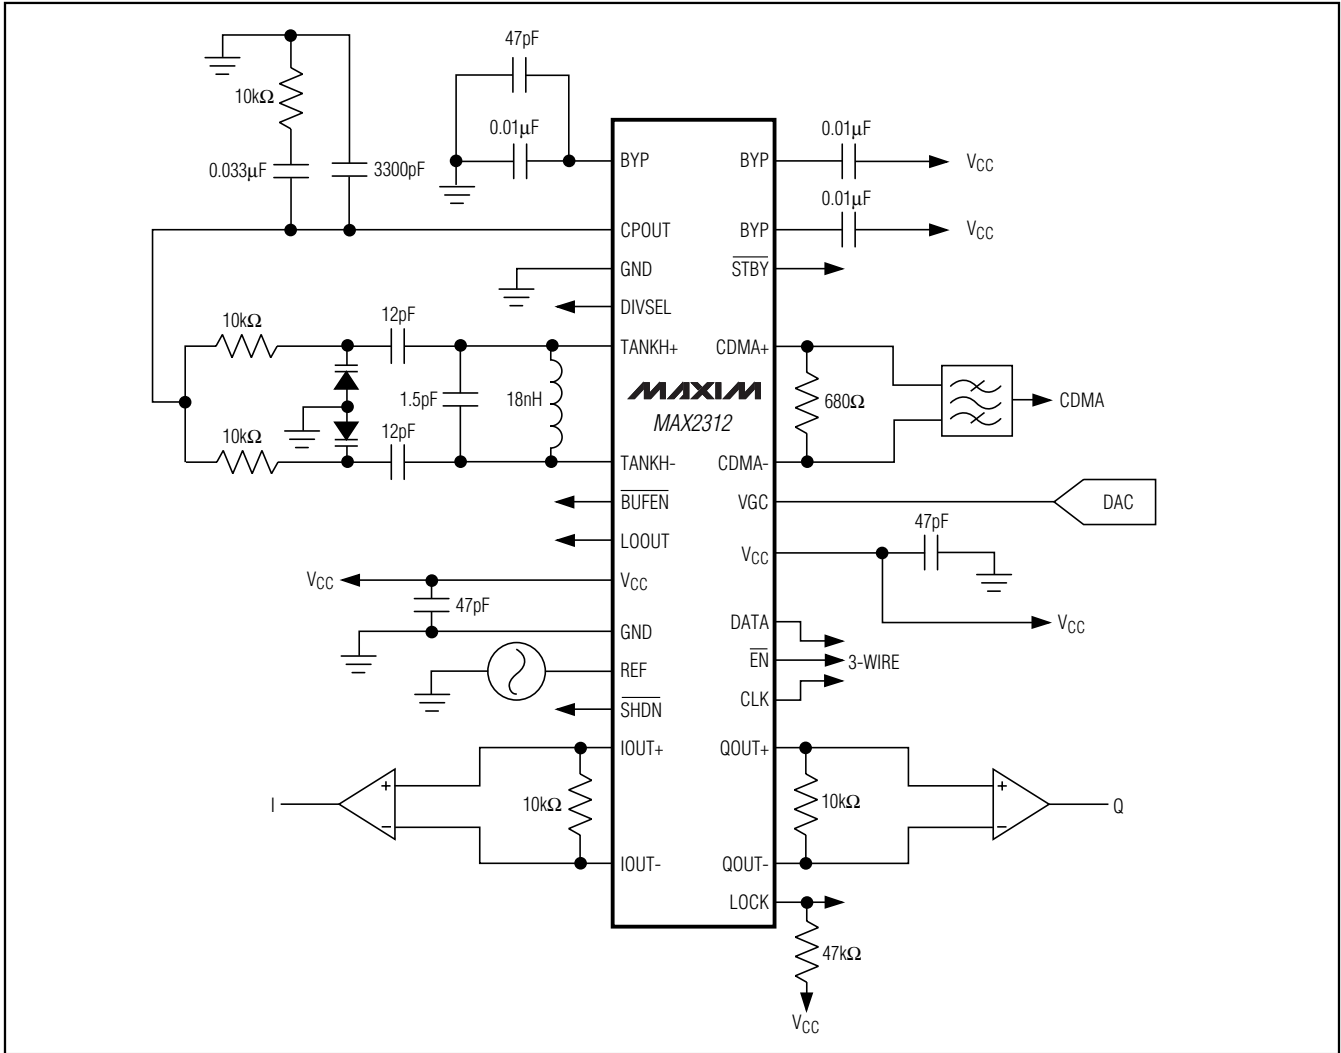 47pF
10kΩ
0.01µF
0.01µF
0.033µF
3300pF
BYP
BYP
VCC
0.01µF
CPOUT
BYP
VCC
GND
STBY
DIVSEL
10kΩ
12pF
TANKH+
CDMA+
1.5pF
18nH
MAXIM
MAX2312
680Ω
CDMA
10kΩ
12pF
TANKH-
CDMA-
BUFEN
VGC
DAC
47pF
LOOUT
VCC
VCC
VCC
47pF
GND
DATA
VCC
REF
EN
3-WIRE
SHDN
CLK
IOUT+
QOUT+
+
+
I
10kΩ
10kΩ
Q
−
−
IOUT-
QOUT-
LOCK
47kΩ
VCC